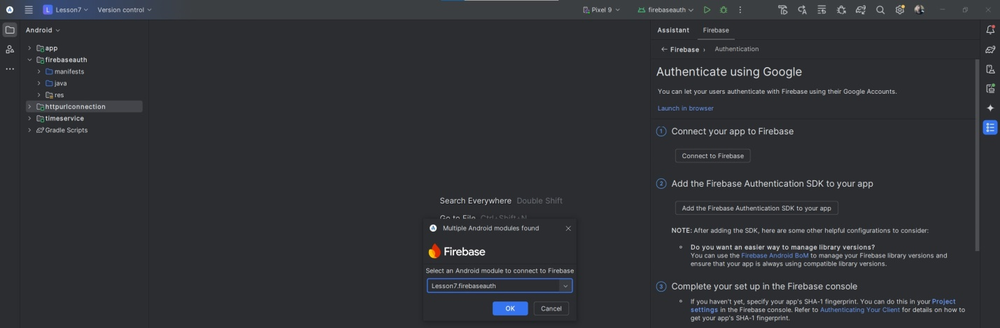 L Lesson7 Version control Pixel 9 firebaseauth
Android
app
firebaseauth
manifests
java
res
httpurlconnection
timeservice
Gradle Scripts
Search Everywhere Double Shift
Go to File Ctrl+Shift+N
Multiple Android modules found
Firebase
Select an Android module to connect to Firebase
Lesson7.firebaseauth
OK Cancel
Assistant Firebase
← Firebase › Authentication
Authenticate using Google
You can let your users authenticate with Firebase using their Google Accounts.
Launch in browser
1 Connect your app to Firebase
Connect to Firebase
2 Add the Firebase Authentication SDK to your app
Add the Firebase Authentication SDK to your app
NOTE: After adding the SDK, here are some other helpful configurations to consider:
Do you want an easier way to manage library versions?
You can use the Firebase Android BoM to manage your Firebase library versions and
ensure that your app is always using compatible library versions.
3 Complete your set up in the Firebase console
If you haven't yet, specify your app's SHA-1 fingerprint. You can do this in your Project
settings in the Firebase console. Refer to Authenticating Your Client for details on how to
get your app's SHA-1 fingerprint.